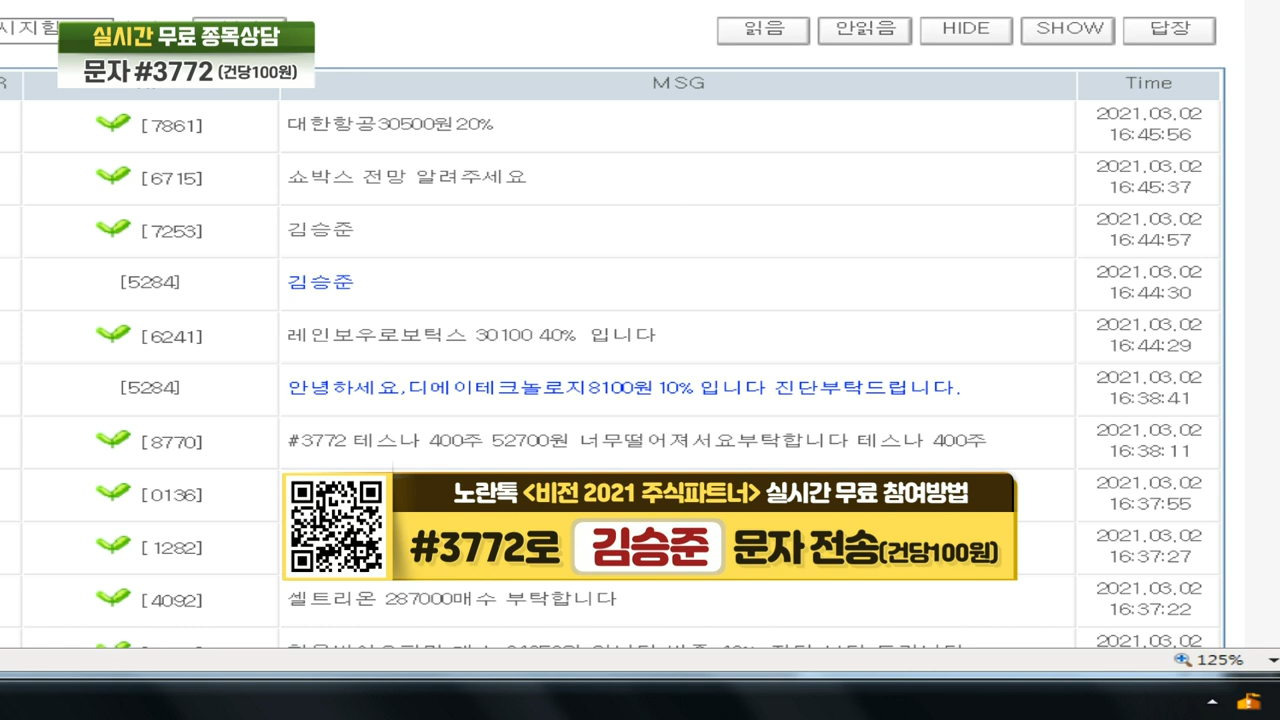 실시간 무료 종목상담
문자 #3772 (건당100원)
읽음 안읽음 HIDE SHOW 답장
MSG Time
[7861] 대한항공30500원20% 2021.03.02 16:45:56
[6715] 쇼박스 전망 알려주세요 2021.03.02 16:45:37
[7253] 김승준 2021.03.02 16:44:57
[5284] 김승준 2021.03.02 16:44:30
[6241] 레인보우로보틱스 30100 40% 입니다 2021.03.02 16:44:29
[5284] 안녕하세요,디에이테크놀로지8100원10% 입니다 진단부탁드립니다. 2021.03.02 16:38:41
[8770] #3772 테스나 400주 52700원 너무떨어져서요부탁합니다 테스나 400주 2021.03.02 16:38:11
[0136] 2021.03.02 16:37:55
노란톡 <비전 2021 주식파트너> 실시간 무료 참여방법
#3772로 김승준 문자 전송(건당100원)
[1282] 2021.03.02 16:37:27
[4092] 셀트리온 287000매수 부탁합니다 2021.03.02 16:37:22
2021.03.02
125%